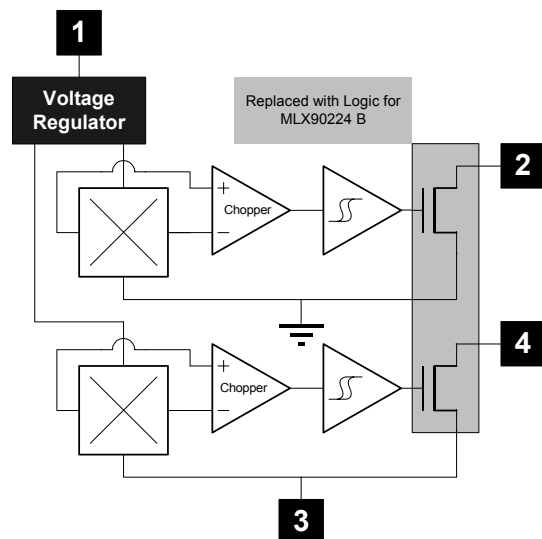 1
Voltage
Regulator
Replaced with Logic for
MLX90224 B
2
+
Chopper
−
4
+
Chopper
−
3